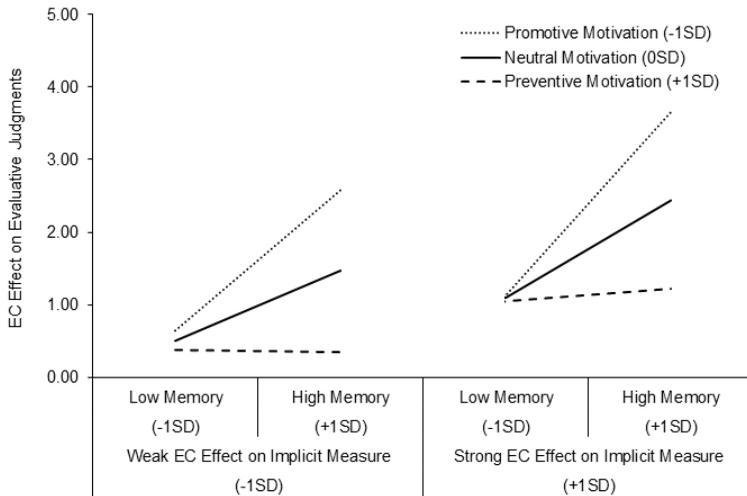 5.00
4.00
3.00
2.00
1.00
0.00
EC Effect on Evaluative Judgments
Promotive Motivation (-1SD)
Neutral Motivation (0SD)
Preventive Motivation (+1SD)
Low Memory
(-1SD)
High Memory
(+1SD)
Low Memory
(-1SD)
High Memory
(+1SD)
Weak EC Effect on Implicit Measure
(-1SD)
Strong EC Effect on Implicit Measure
(+1SD)